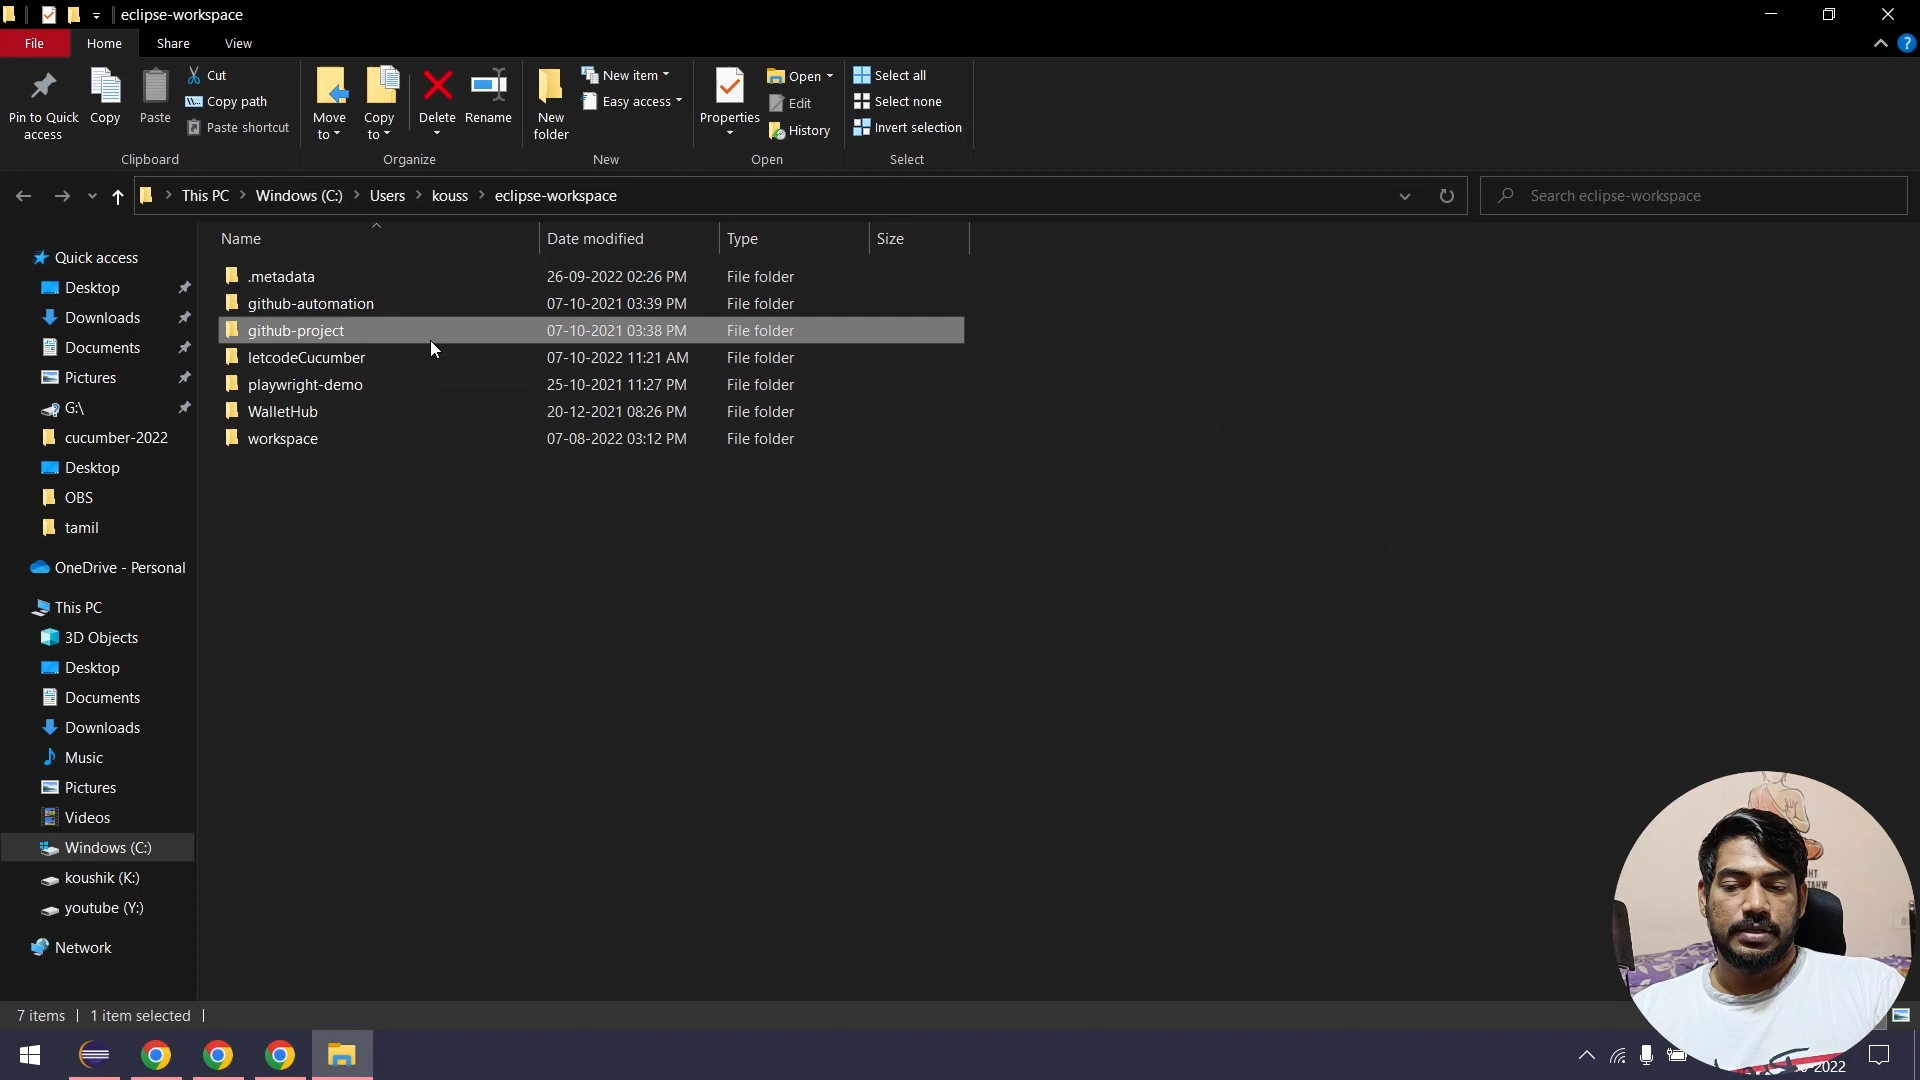 eclipse-workspace
File Home Share View
Pin to Quick access
Copy
Paste
Cut
Copy path
Paste shortcut
Clipboard
Move to
Copy to
Delete
Rename
Organize
New folder
New item
Easy access
New
Properties
Open
Edit
History
Open
Select all
Select none
Invert selection
Select
This PC Windows (C:) Users kouss eclipse-workspace
Search eclipse-workspace
Name Date modified Type Size
.metadata 26-09-2022 02:26 PM File folder
github-automation 07-10-2021 03:39 PM File folder
github-project 07-10-2021 03:38 PM File folder
letcodeCucumber 07-10-2022 11:21 AM File folder
playwright-demo 25-10-2021 11:27 PM File folder
WalletHub 20-12-2021 08:26 PM File folder
workspace 07-08-2022 03:12 PM File folder
Quick access
Desktop
Downloads
Documents
Pictures
G:\
cucumber-2022
Desktop
OBS
tamil
OneDrive - Personal
This PC
3D Objects
Desktop
Documents
Downloads
Music
Pictures
Videos
Windows (C:)
koushik (K:)
youtube (Y:)
Network
7 items 1 item selected